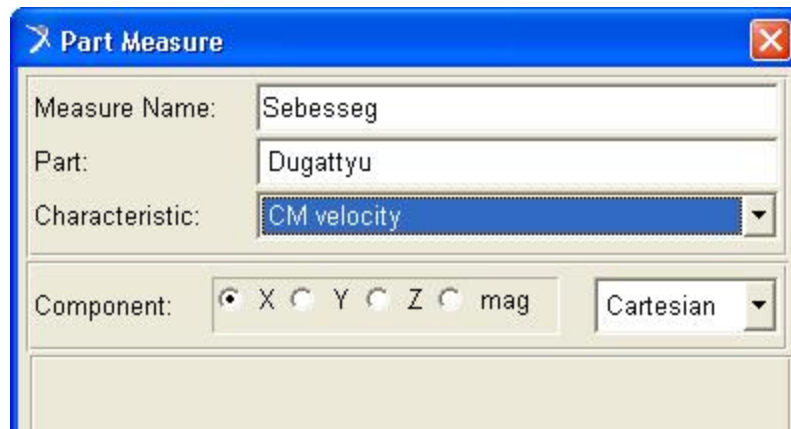 Part Measure
Measure Name: Sebesseg
Part: Dugattyu
Characteristic: CM velocity
Component: X Y Z mag Cartesian